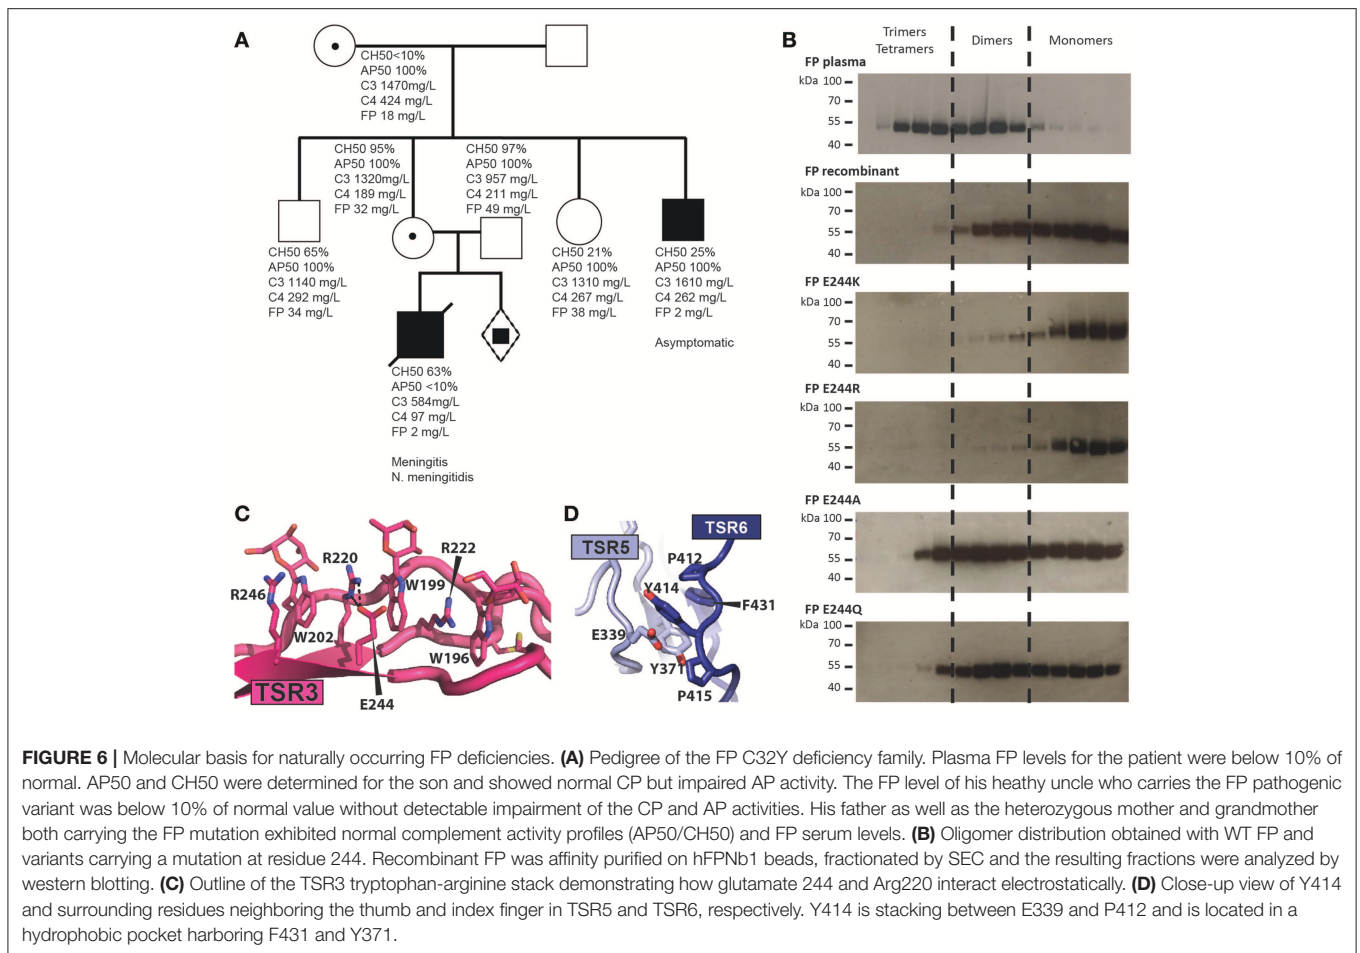 A
CH50<10%
AP50 100%
C3 1470mg/L
C4 424 mg/L
FP 18 mg/L
CH50 95%
AP50 100%
C3 1320mg/L
C4 189 mg/L
FP 32 mg/L
CH50 97%
AP50 100%
C3 957 mg/L
C4 211 mg/L
FP 49 mg/L
CH50 65%
AP50 100%
C3 1140 mg/L
C4 292 mg/L
FP 34 mg/L
CH50 21%
AP50 100%
C3 1310 mg/L
C4 267 mg/L
FP 38 mg/L
CH50 25%
AP50 100%
C3 1610 mg/L
C4 262 mg/L
FP 2 mg/L
Asymptomatic
CH50 63%
AP50 <10%
C3 584mg/L
C4 97 mg/L
FP 2 mg/L
Meningitis
N. meningitidis
B
Trimers
Tetramers
Dimers
Monomers
FP plasma
kDa 100
70
55
40
FP recombinant
kDa 100
70
55
40
FP E244K
kDa 100
70
55
40
FP E244R
kDa 100
70
55
40
FP E244A
kDa 100
70
55
40
FP E244Q
kDa 100
70
55
40
C
R220
R222
R246
W199
W202
W196
TSR3
E244
D
TSR6
TSR5
P412
Y414
F431
E339
Y371
P415
FIGURE 6 | Molecular basis for naturally occurring FP deficiencies. (A) Pedigree of the FP C32Y deficiency family. Plasma FP levels for the patient were below 10% of
normal. AP50 and CH50 were determined for the son and showed normal CP but impaired AP activity. The FP level of his heathy uncle who carries the FP pathogenic
variant was below 10% of normal value without detectable impairment of the CP and AP activities. His father as well as the heterozygous mother and grandmother
both carrying the FP mutation exhibited normal complement activity profiles (AP50/CH50) and FP serum levels. (B) Oligomer distribution obtained with WT FP and
variants carrying a mutation at residue 244. Recombinant FP was affinity purified on hFPNb1 beads, fractionated by SEC and the resulting fractions were analyzed by
western blotting. (C) Outline of the TSR3 tryptophan-arginine stack demonstrating how glutamate 244 and Arg220 interact electrostatically. (D) Close-up view of Y414
and surrounding residues neighboring the thumb and index finger in TSR5 and TSR6, respectively. Y414 is stacking between E339 and P412 and is located in a
hydrophobic pocket harboring F431 and Y371.